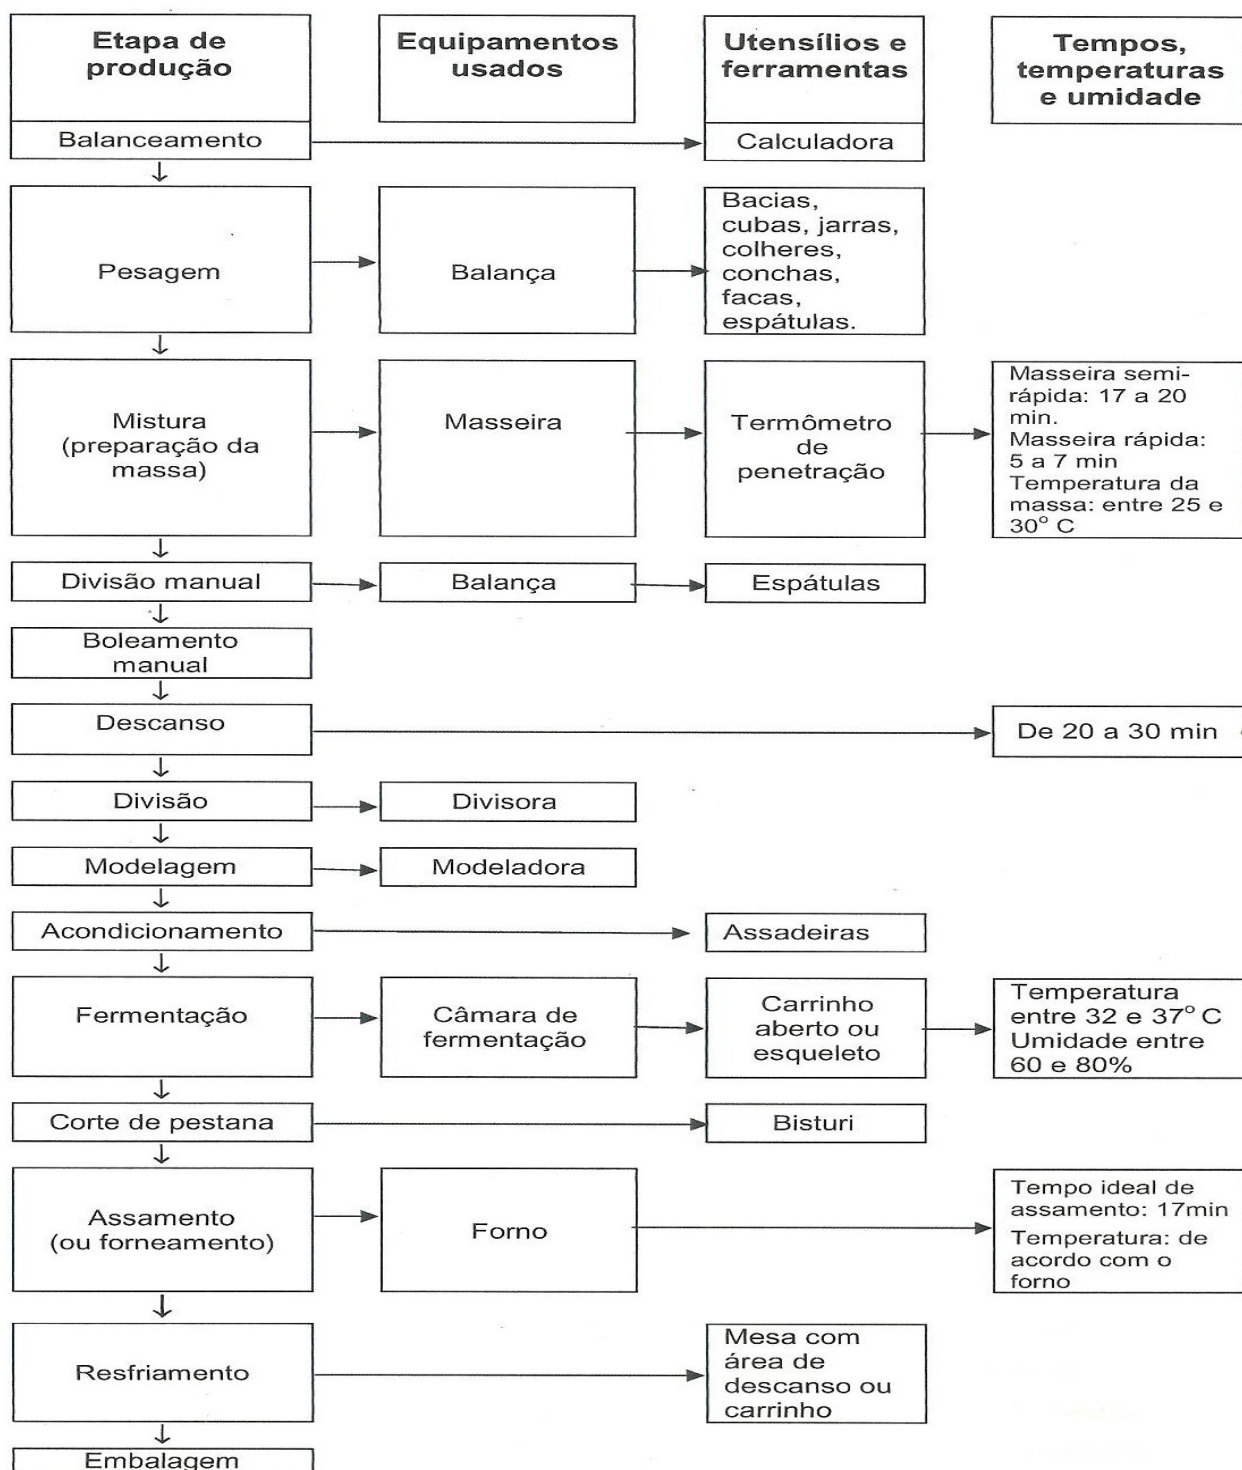 Etapa de
produção
Equipamentos
usados
Utensílios e
ferramentas
Tempos,
temperaturas
e umidade
Balanceamento
Calculadora
Pesagem
Balança
Bacias,
cubas, jarras,
colheres,
conchas,
facas,
espátulas.
Mistura
(preparação da
massa)
Masseira
Termômetro
de
penetração
Masseira semi-
rápida: 17 a 20
min.
Masseira rápida:
5 a 7 min
Temperatura da
massa: entre 25 e
30° C
Divisão manual
Balança
Espátulas
Boleamento
manual
Descanso
De 20 a 30 min
Divisão
Divisora
Modelagem
Modeladora
Acondicionamento
Assadeiras
Fermentação
Câmara de
fermentação
Carrinho
aberto ou
esqueleto
Temperatura
entre 32 e 37° C
Umidade entre
60 e 80%
Corte de pestana
Bisturi
Assamento
(ou forneamento)
Forno
Tempo ideal de
assamento: 17min
Temperatura: de
acordo com o
forno
Resfriamento
Mesa com
área de
descanso ou
carrinho
Embalagem